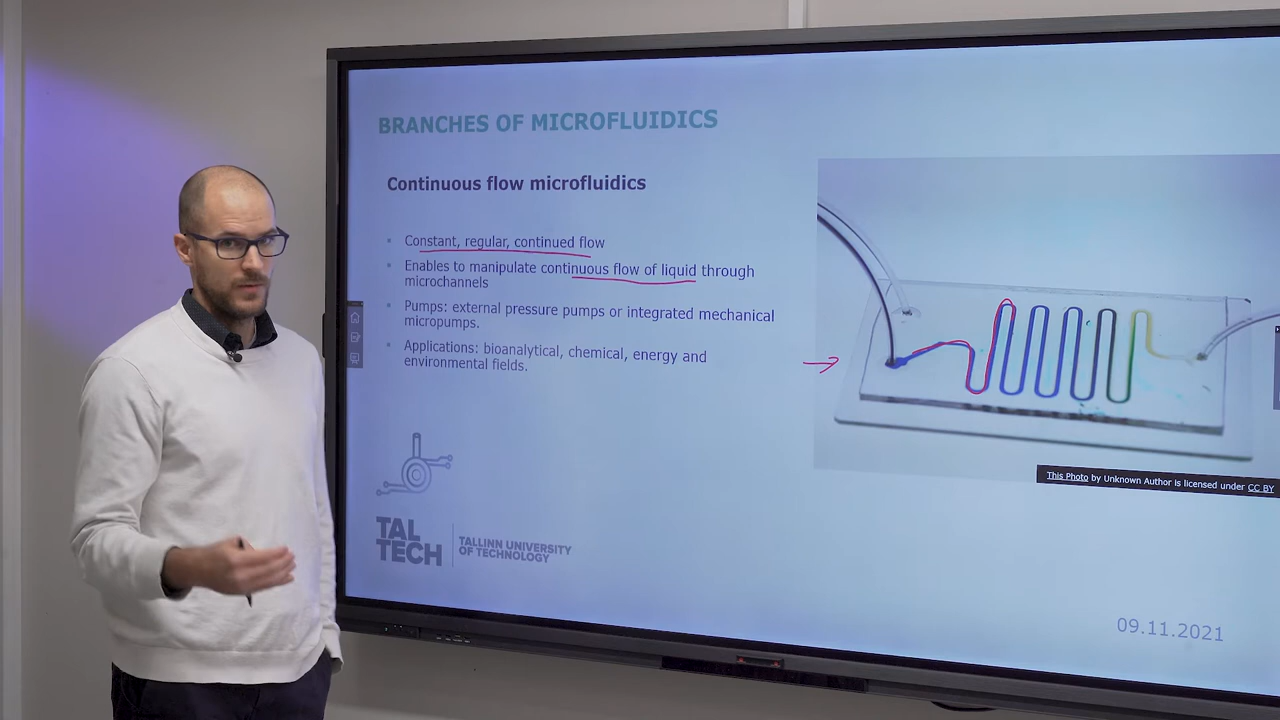 BRANCHES OF MICROFLUIDICS
Continuous flow microfluidics
Constant, regular, continued flow
Enables to manipulate continuous flow of liquid through
microchannels
Pumps: external pressure pumps or integrated mechanical
micropumps.
Applications: bioanalytical, chemical, energy and
environmental fields.
This Photo by Unknown Author is licensed under CC BY
TAL
TECH
TALLINN UNIVERSITY
OF TECHNOLOGY
09.11.2021